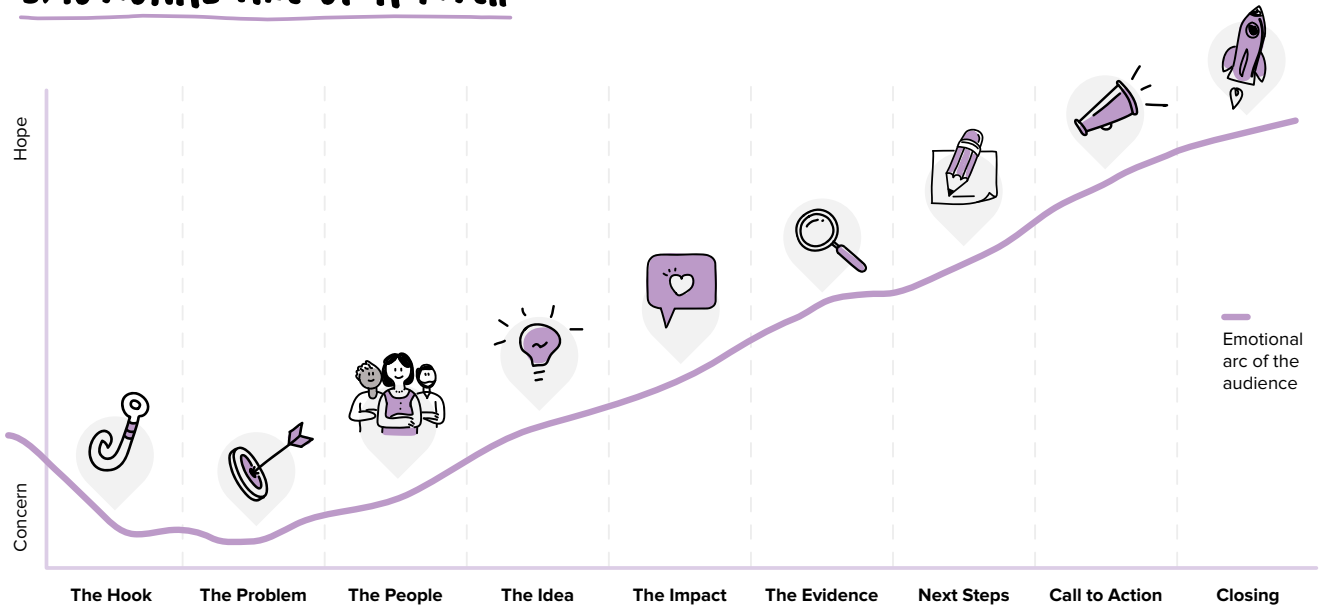 Hope
Concern
Emotional
arc of the
audience
The Hook
The Problem
The People
The Idea
The Impact
The Evidence
Next Steps
Call to Action
Closing